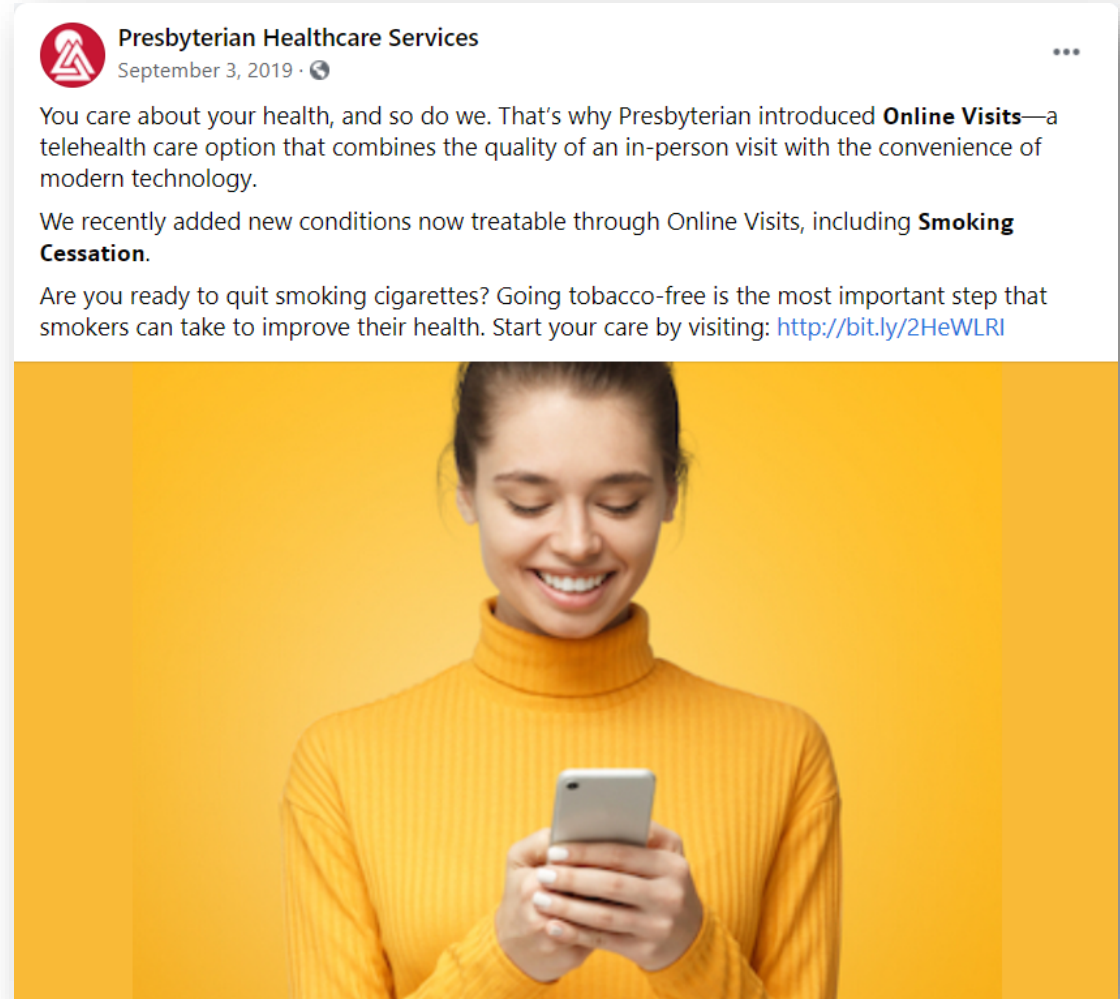 Presbyterian Healthcare Services
September 3, 2019 ·
You care about your health, and so do we. That's why Presbyterian introduced Online Visits—a
telehealth care option that combines the quality of an in-person visit with the convenience of
modern technology.
We recently added new conditions now treatable through Online Visits, including Smoking
Cessation.
Are you ready to quit smoking cigarettes? Going tobacco-free is the most important step that
smokers can take to improve their health. Start your care by visiting: http://bit.ly/2HeWLRI